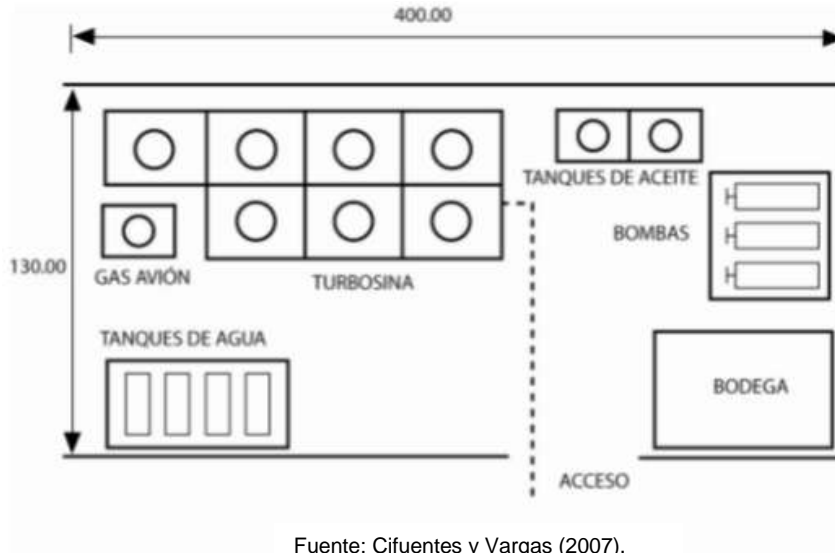 400.00
TANQUES DE ACEITE
BOMBAS
130.00
GAS AVIÓN
TURBOSINA
TANQUES DE AGUA
BODEGA
ACCESO
Fuente: Cifuentes y Vargas (2007).